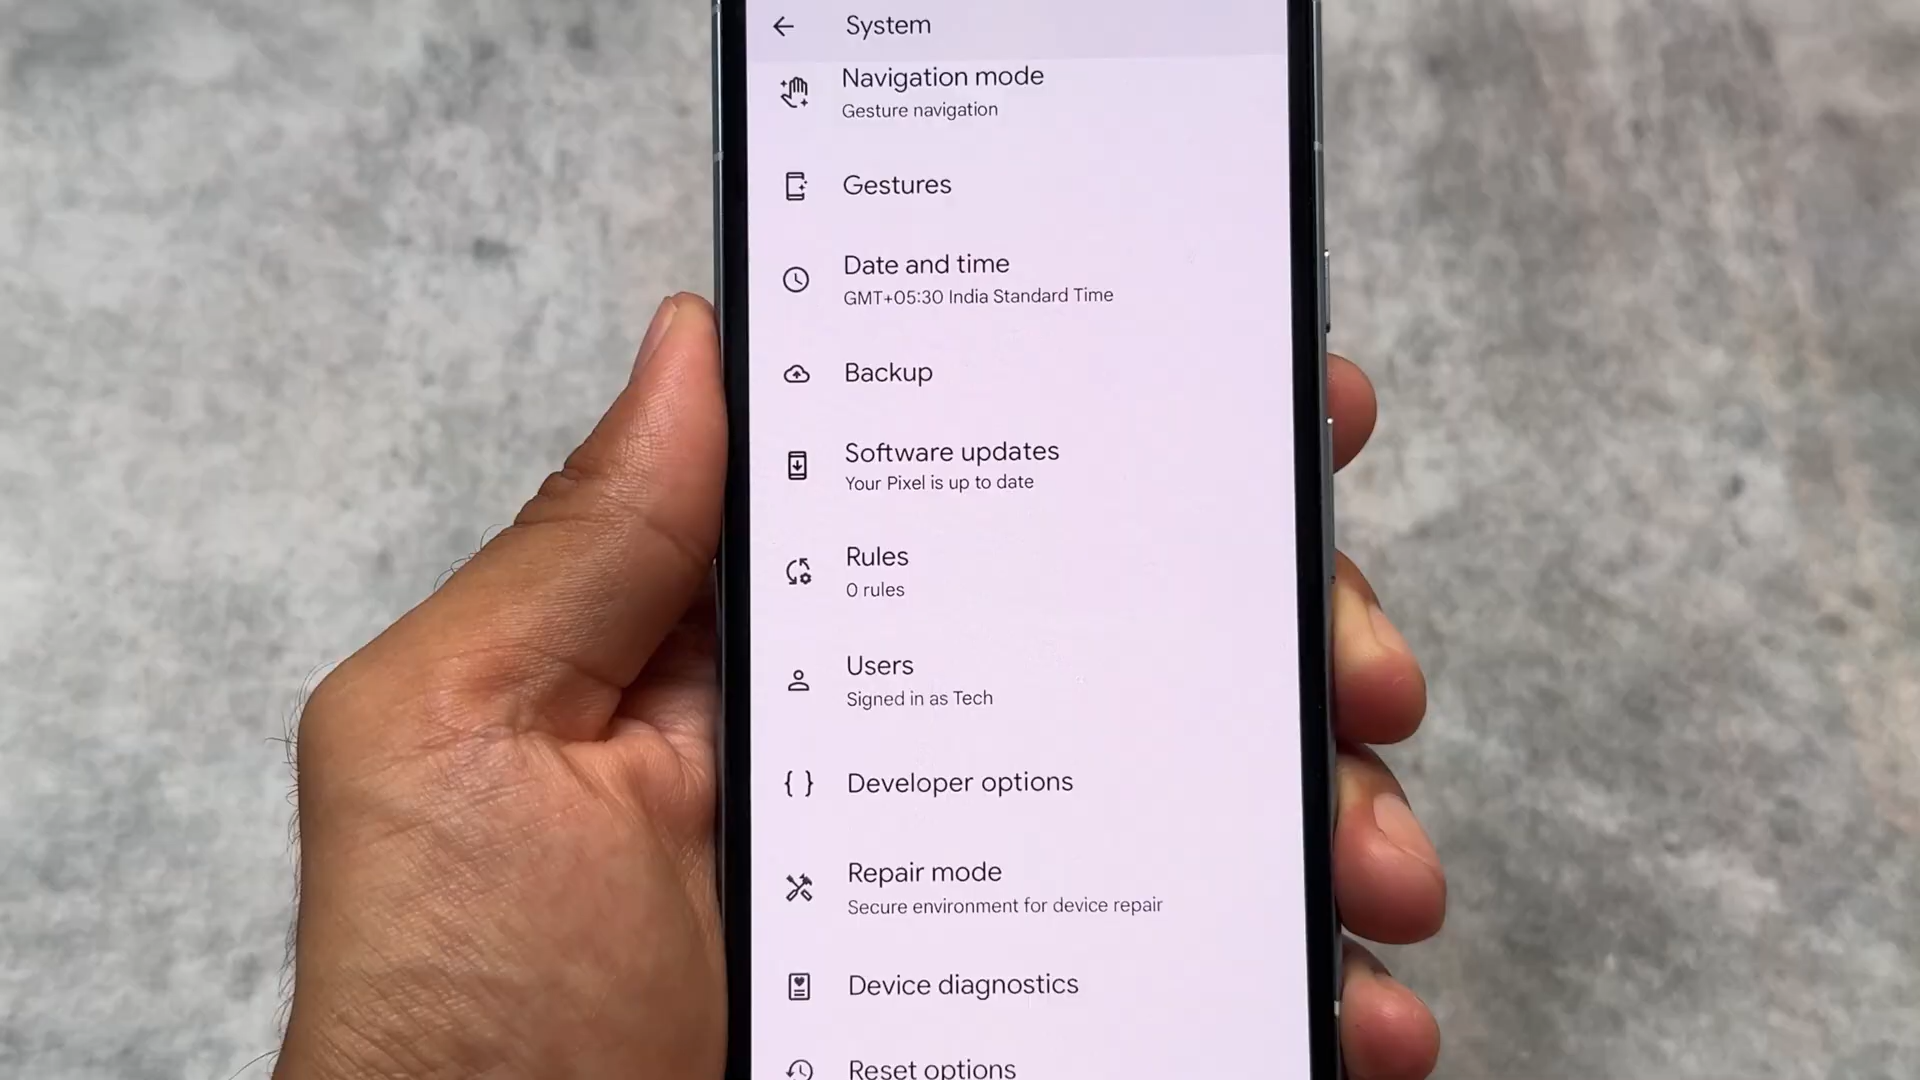 System
Navigation mode
Gesture navigation
Gestures
Date and time
GMT+05:30 India Standard Time
Backup
Software updates
Your Pixel is up to date
Rules
0 rules
Users
Signed in as Tech
Developer options
Repair mode
Secure environment for device repair
Device diagnostics
Reset options